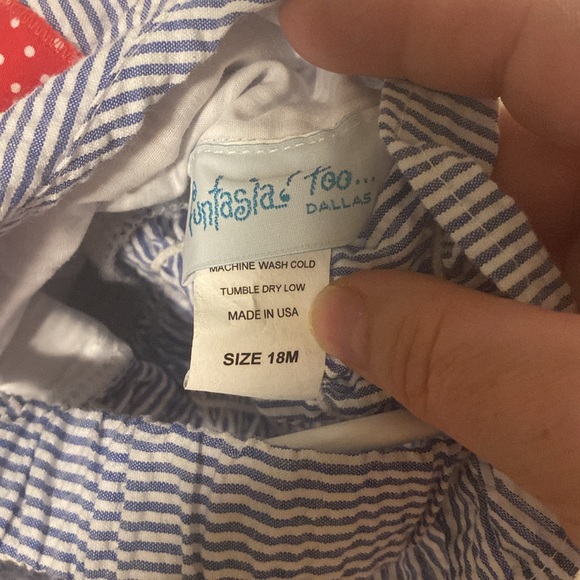 Funtasia! Too...
DALLAS
MACHINE WASH COLD
TUMBLE DRY LOW
MADE IN USA
SIZE 18M